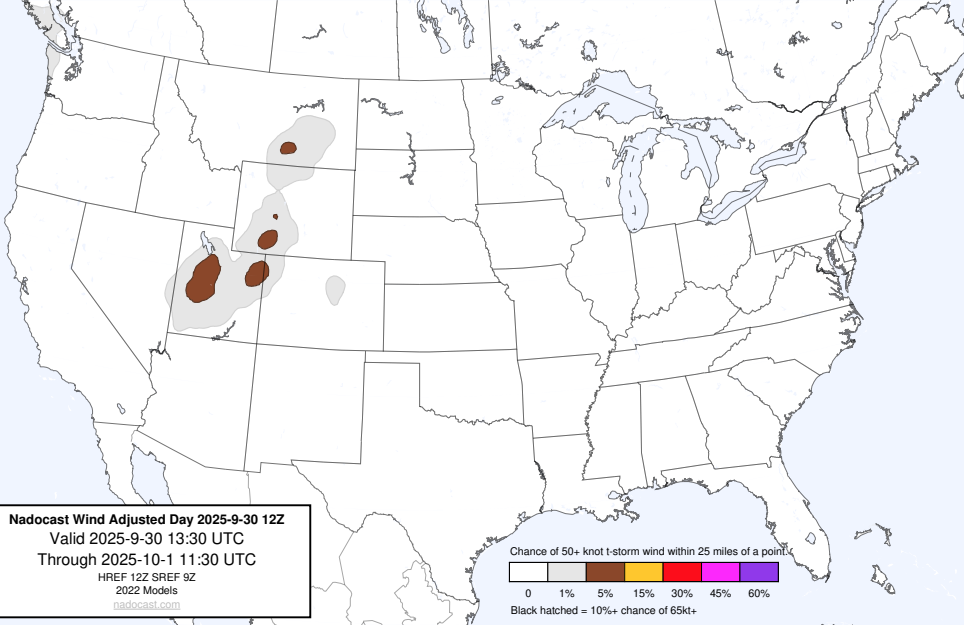 Nadocast Wind Adjusted Day 2025-9-30 12Z
Valid 2025-9-30 13:30 UTC
Through 2025-10-1 11:30 UTC
HREF 12Z SREF 9Z
2022 Models
nadocast.com
Chance of 50+ knot t-storm wind within 25 miles of a point.
0 1% 5% 15% 30% 45% 60%
Black hatched = 10%+ chance of 65kt+